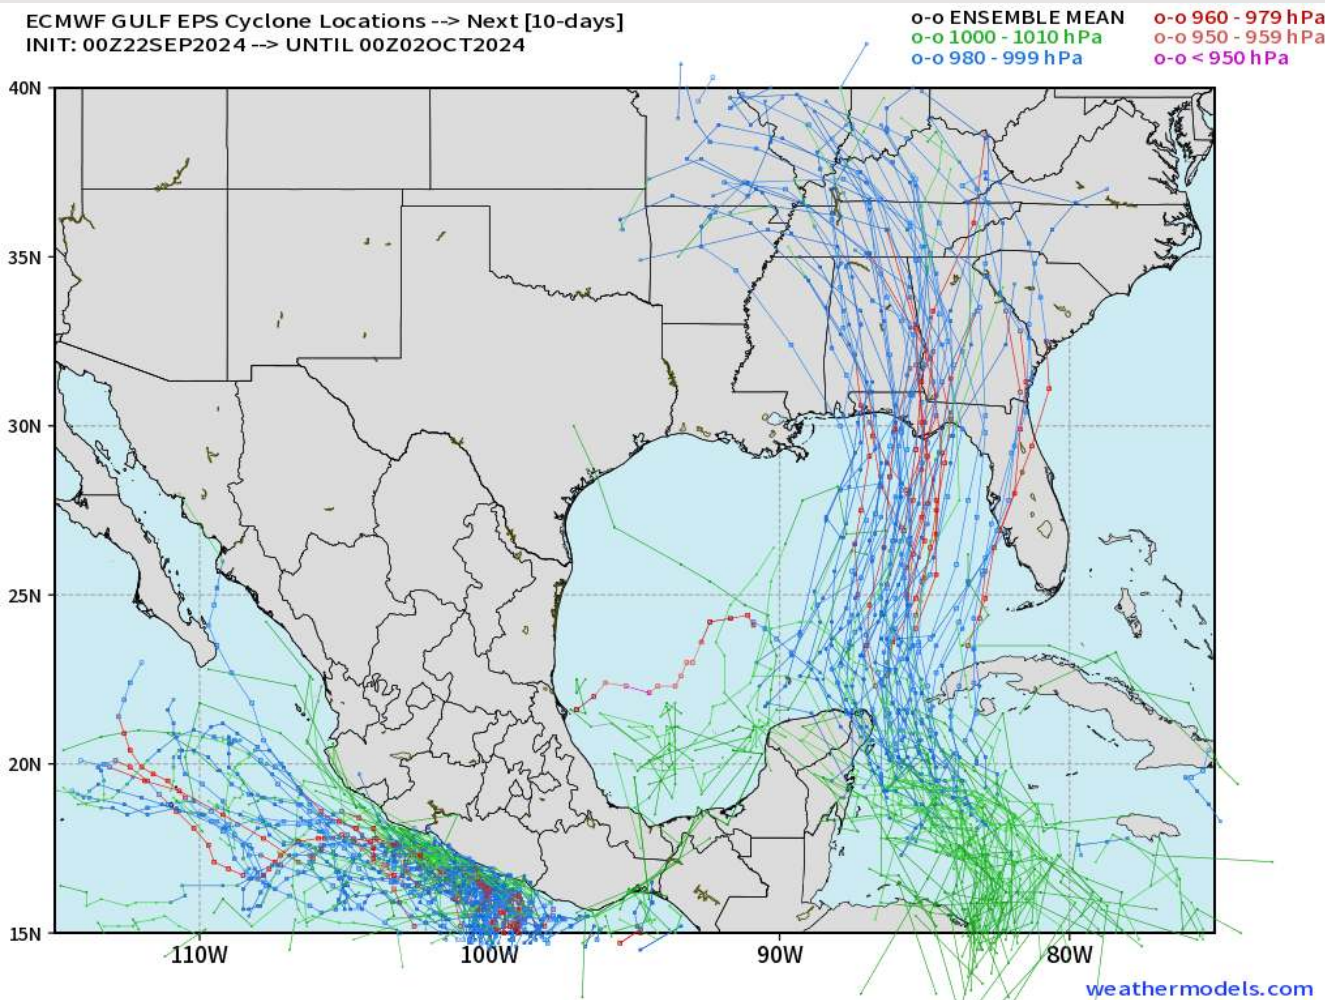 ECMWF GULF EPS Cyclone Locations --> Next [10-days]
INIT: 00Z22SEP2024 --> UNTIL 00Z02OCT2024
o-o ENSEMBLE MEAN
o-o 960 - 979 hPa
o-o 1000 - 1010 hPa
o-o 950 - 959 hPa
o-o 980 - 999 hPa
o-o < 950 hPa
40N
35N
30N
25N
20N
15N
110W
100W
90W
80W
weathermodels.com